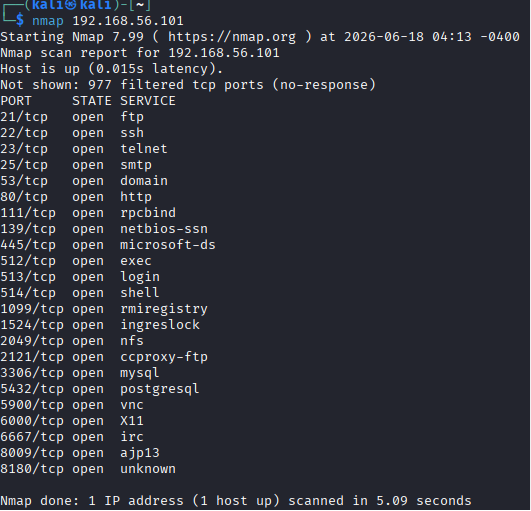 ┌──(kali㉿kali)-[~]
└─$ nmap 192.168.56.101
Starting Nmap 7.99 ( https://nmap.org ) at 2026-06-18 04:13 -0400
Nmap scan report for 192.168.56.101
Host is up (0.015s latency).
Not shown: 977 filtered tcp ports (no-response)
PORT     STATE SERVICE
21/tcp   open  ftp
22/tcp   open  ssh
23/tcp   open  telnet
25/tcp   open  smtp
53/tcp   open  domain
80/tcp   open  http
111/tcp  open  rpcbind
139/tcp  open  netbios-ssn
445/tcp  open  microsoft-ds
512/tcp  open  exec
513/tcp  open  login
514/tcp  open  shell
1099/tcp open  rmiregistry
1524/tcp open  ingreslock
2049/tcp open  nfs
2121/tcp open  ccproxy-ftp
3306/tcp open  mysql
5432/tcp open  postgresql
5900/tcp open  vnc
6000/tcp open  X11
6667/tcp open  irc
8009/tcp open  ajp13
8180/tcp open  unknown
Nmap done: 1 IP address (1 host up) scanned in 5.09 seconds